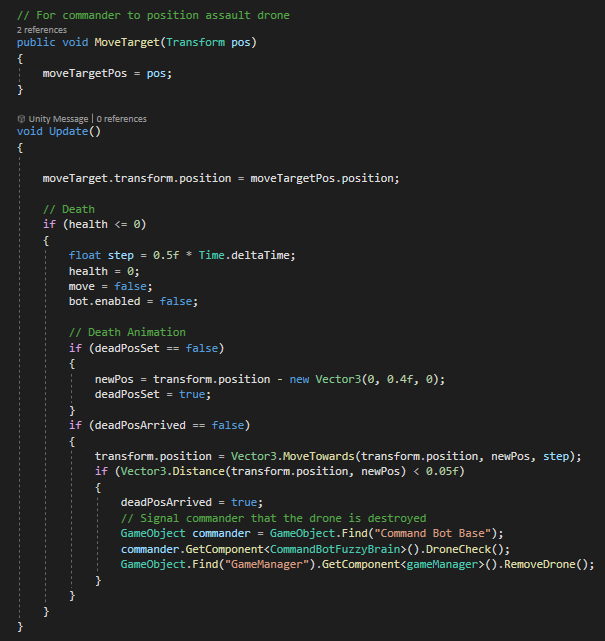 // For commander to position assault drone
2 references
public void MoveTarget(Transform pos)
{
moveTargetPos = pos;
}
Unity Message | 0 references
void Update()
{
moveTarget.transform.position = moveTargetPos.position;
// Death
if (health <= 0)
{
float step = 0.5f * Time.deltaTime;
health = 0;
move = false;
bot.enabled = false;
// Death Animation
if (deadPosSet == false)
{
newPos = transform.position - new Vector3(0, 0.4f, 0);
deadPosSet = true;
}
if (deadPosArrived == false)
{
transform.position = Vector3.MoveTowards(transform.position, newPos, step);
if (Vector3.Distance(transform.position, newPos) < 0.05f)
{
deadPosArrived = true;
// Signal commander that the drone is destroyed
GameObject commander = GameObject.Find("Command Bot Base");
commander.GetComponent<CommandBotFuzzyBrain>().DroneCheck();
GameObject.Find("GameManager").GetComponent<gameManager>().RemoveDrone();
}
}
}
}